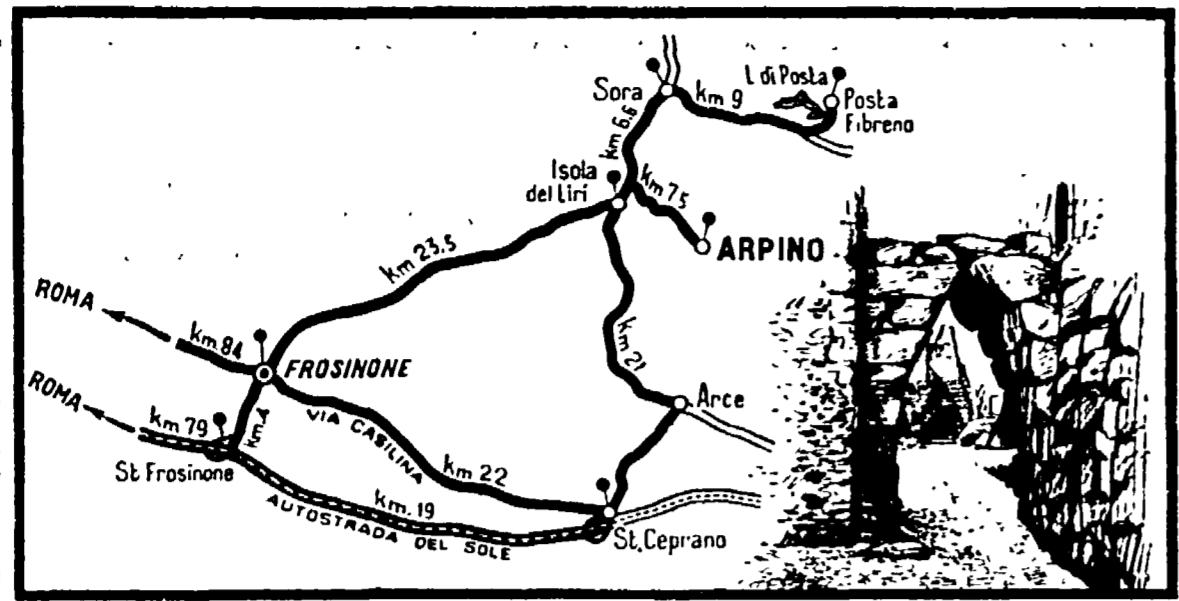 Sora
km 9
L di Posta
Posta
Fibreno
km 6.6
Isola
del Liri
km 7.5
ARPINO
km 23.5
ROMA
km 84
FROSINONE
km 21
Arce
ROMA
km 79
St Frosinone
VIA CASILINA
km 22
km. 19
AUTOSTRADA DEL SOLE
St. Ceprano